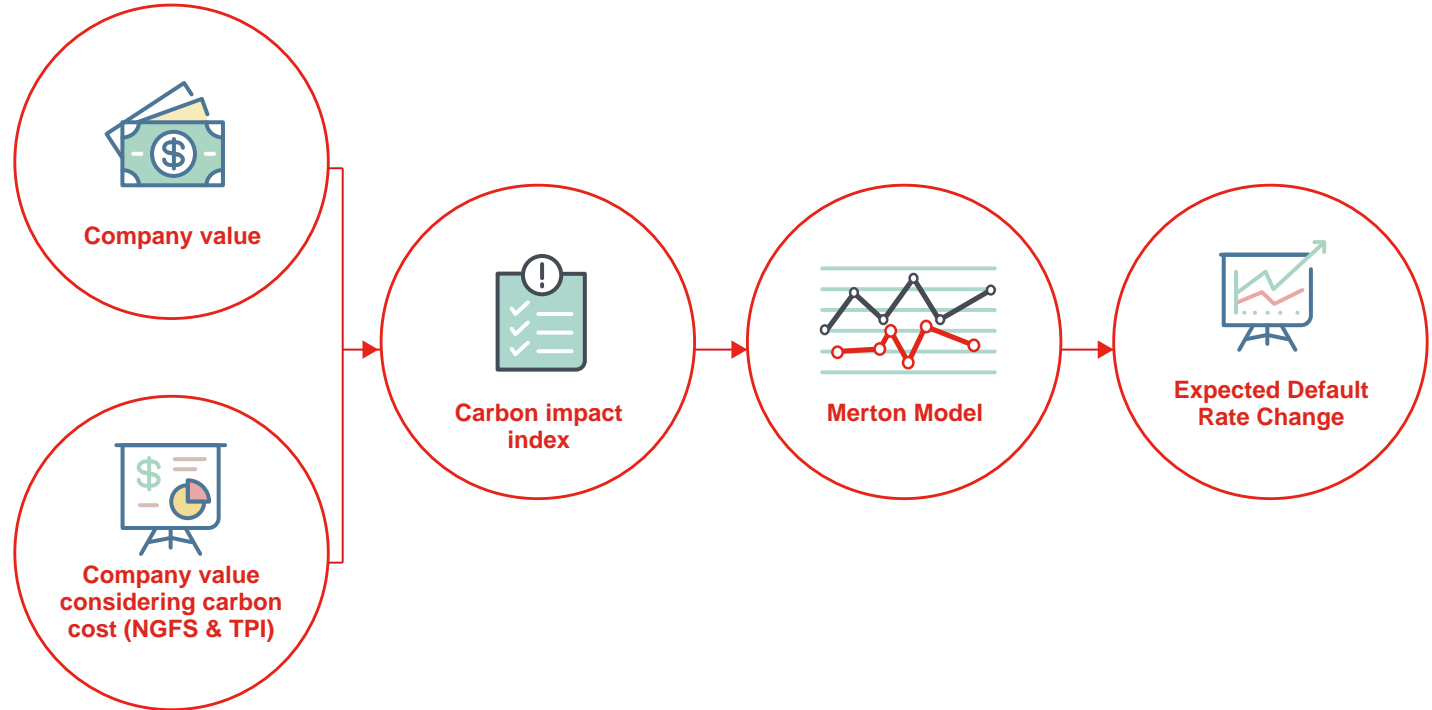 Company value
Company value
considering carbon
cost (NGFS & TPI)
Carbon impact
index
Merton Model
Expected Default
Rate Change